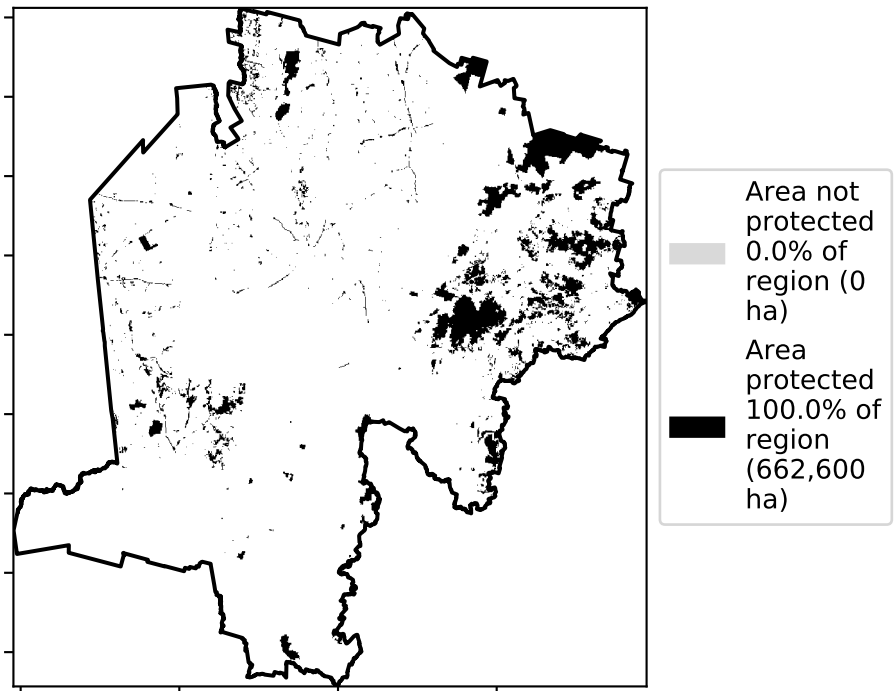 Area not
protected
0.0% of
region (0
ha)
Area
protected
100.0% of
region
(662,600
ha)